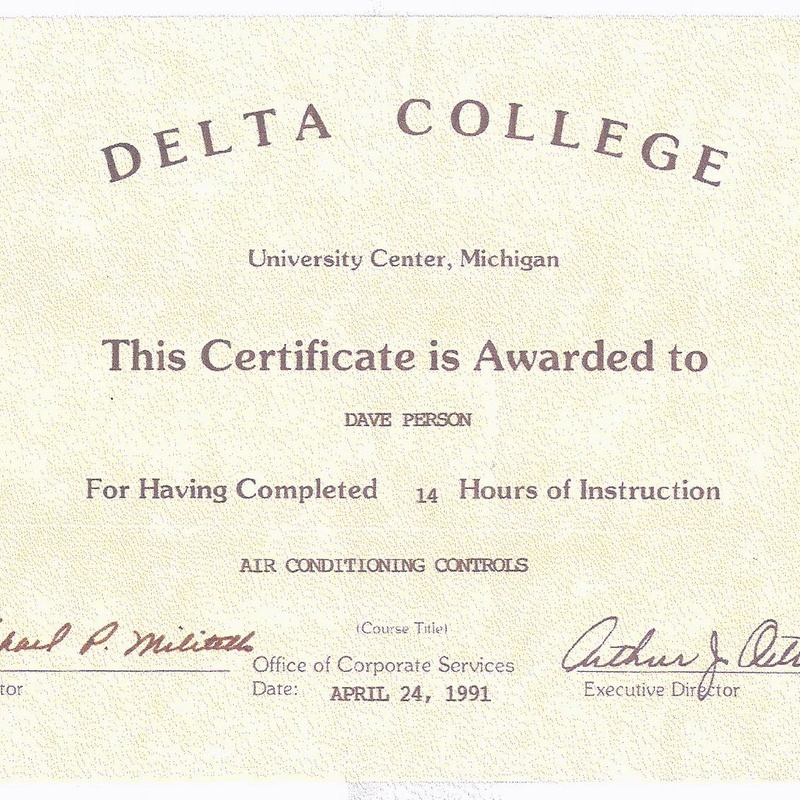 DELTA COLLEGE
University Center, Michigan
This Certificate is Awarded to
DAVE PERSON
For Having Completed 14 Hours of Instruction
AIR CONDITIONING CONTROLS
(Course Title)
P.
Arthur J.
Office of Corporate Services
Date: APRIL 24, 1991
Executive Director